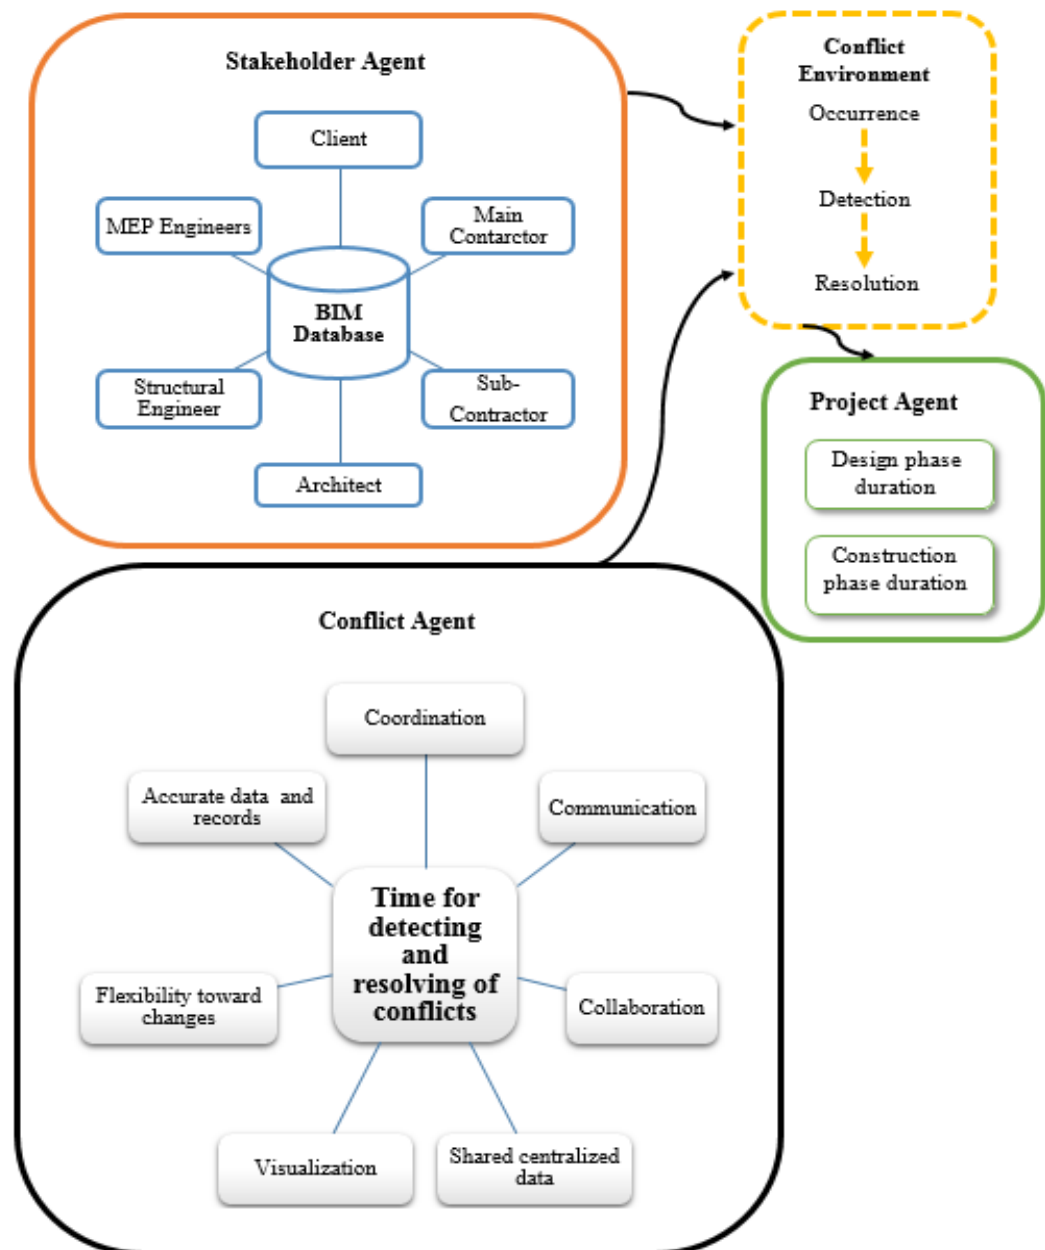 Stakeholder Agent
Client
MEP Engineers
Main
Contarctor
BIM
Database
Structural
Engineer
Sub-
Contractor
Architect
Conflict
Environment
Occurrence
Detection
Resolution
Project Agent
Design phase
duration
Construction
phase duration
Conflict Agent
Coordination
Accurate data and
records
Communication
Time for
detecting
and
resolving of
conflicts
Flexibility toward
changes
Collaboration
Visualization
Shared centralized
data